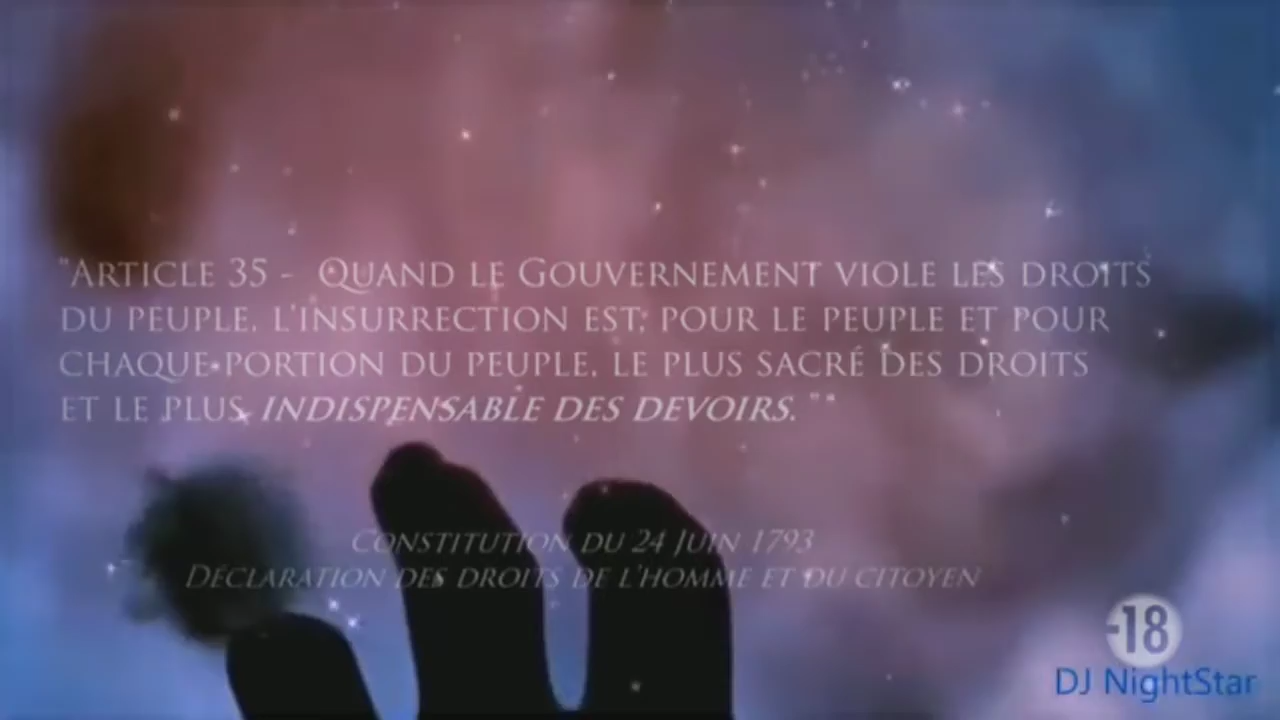 "Article 35 - Quand le Gouvernement viole les droits
du peuple, l'insurrection est; pour le peuple et pour
chaque portion du peuple, le plus sacré des droits
et le plus indispensable des devoirs. ""
Constitution du 24 Juin 1793
Déclaration des droits de l'homme et du citoyen
-18
DJ NightStar